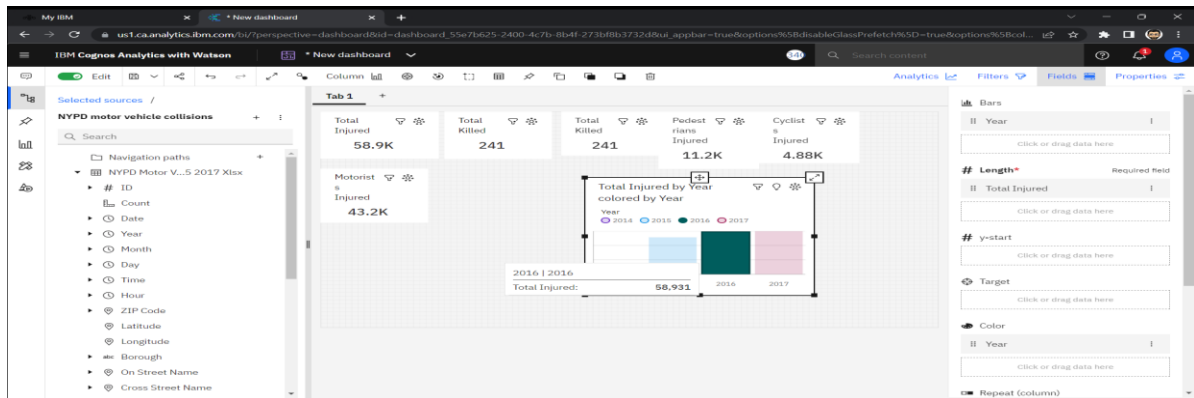 My IBM
* New dashboard
us1.ca.analytics.ibm.com/bi/?perspective=dashboard&id=dashboard_55e7b625-2400-4c7b-8b4f-273bf8b3732d&ui_appbar=true&options%5BdisableGlassPrefetch%5D=true&options%5Bcol...
IBM Cognos Analytics with Watson
* New dashboard
Search content
Edit
Column
Analytics
Filters
Fields
Properties
Selected sources /
NYPD motor vehicle collisions
Search
Navigation paths
NYPD Motor V...5 2017 Xlsx
# ID
Count
Date
Year
Month
Day
Time
Hour
ZIP Code
Latitude
Longitude
abc Borough
On Street Name
Cross Street Name
Tab 1
Total
Injured
58.9K
Total
Killed
241
Total
Killed
241
Pedest
rians
Injured
11.2K
Cyclist
s
Injured
4.88K
Motorist
s
Injured
43.2K
Total Injured by Year
colored by Year
Year
2014 2015 2016 2017
2016 2017
2016 | 2016
Total Injured: 58,931
Bars
Year
Click or drag data here
# Length* Required field
Total Injured
Click or drag data here
# y-start
Click or drag data here
Target
Click or drag data here
Color
Year
Click or drag data here
Repeat (column)